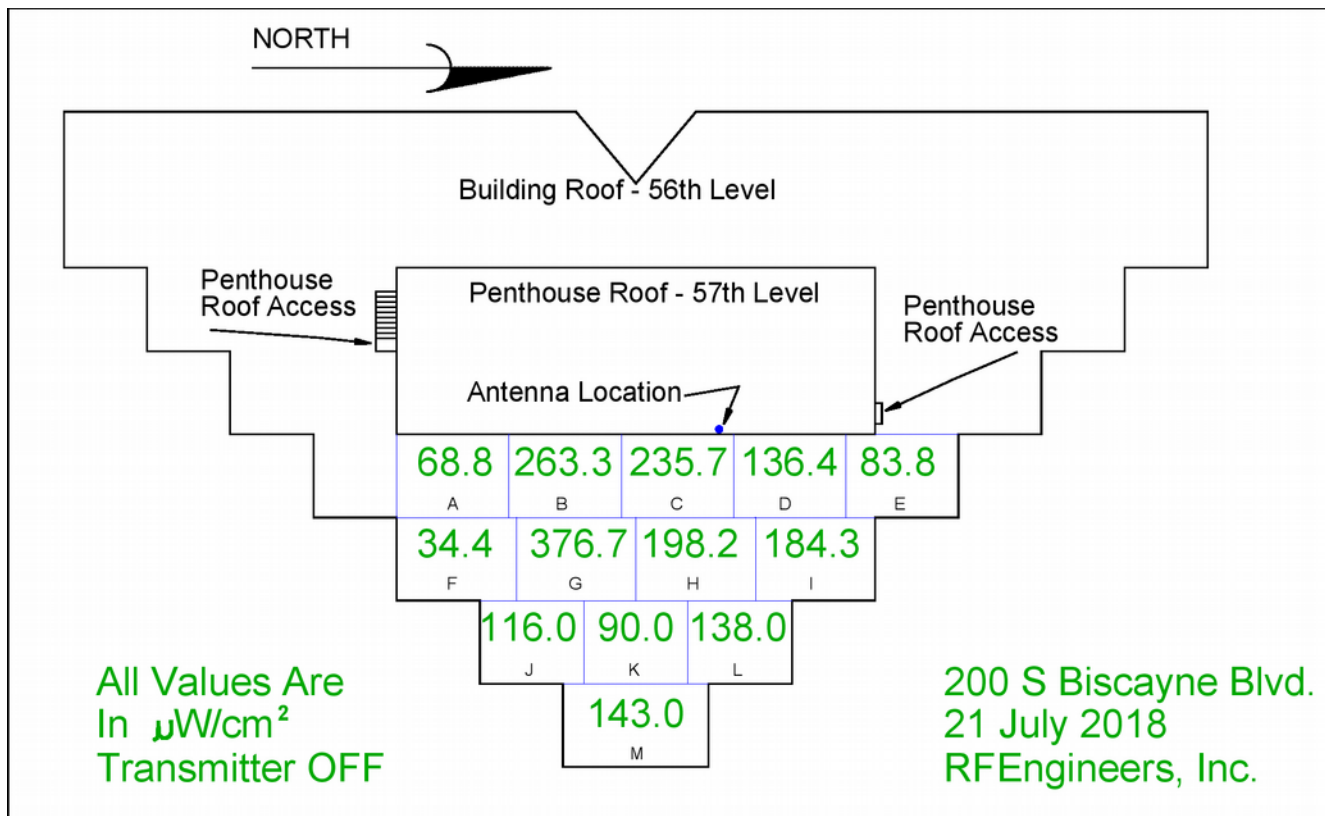 NORTH
Building Roof - 56th Level
Penthouse
Roof Access
Penthouse Roof - 57th Level
Penthouse
Roof Access
Antenna Location
68.8 263.3 235.7 136.4 83.8
A B C D E
34.4 376.7 198.2 184.3
F G H I
116.0 90.0 138.0
J K L
143.0
M
All Values Are
In µW/cm²
Transmitter OFF
200 S Biscayne Blvd.
21 July 2018
RFEngineers, Inc.